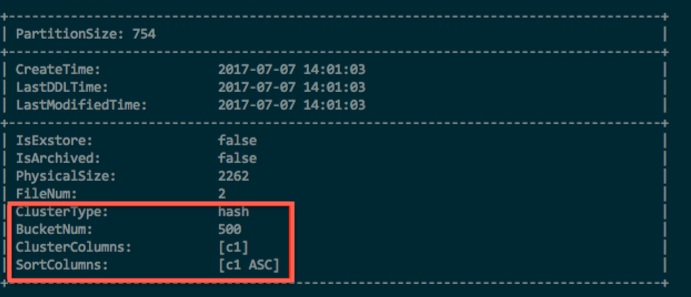 PartitionSize: 754
CreateTime: 2017-07-07 14:01:03
LastDDLTime: 2017-07-07 14:01:03
LastModifiedTime: 2017-07-07 14:01:03
IsExstore: false
IsArchived: false
PhysicalSize: 2262
FileNum: 2
ClusterType: hash
BucketNum: 500
ClusterColumns: [c1]
SortColumns: [c1 ASC]